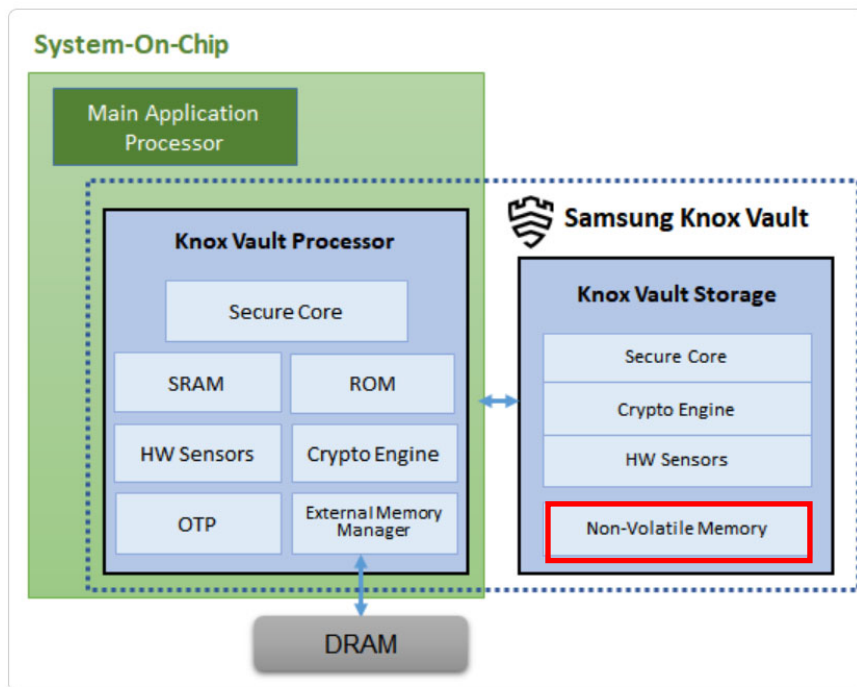 System-On-Chip
Main Application
Processor
Samsung Knox Vault
Knox Vault Processor
Secure Core
SRAM
ROM
HW Sensors
Crypto Engine
OTP
External Memory
Manager
Knox Vault Storage
Secure Core
Crypto Engine
HW Sensors
Non-Volatile Memory
DRAM